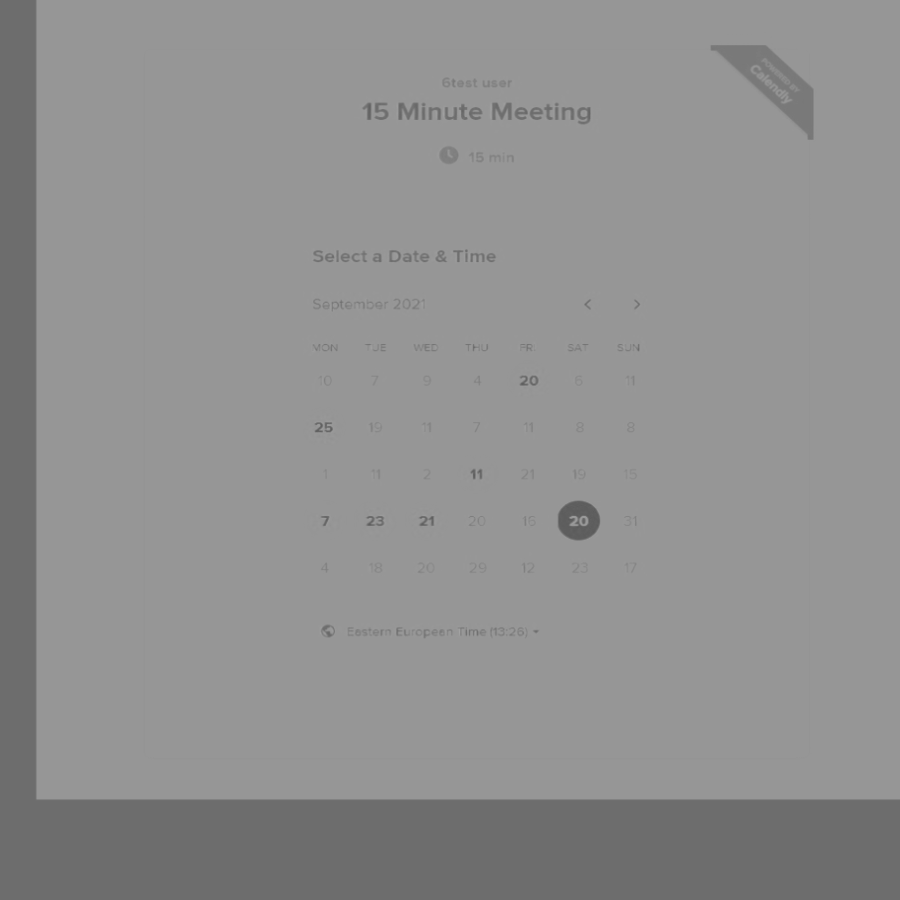 6test user
15 Minute Meeting
15 min
POWERED BY
Calendly
Select a Date & Time
September 2021
MON TUE WED THU FRI SAT SUN
10 7 9 4 20 6 11
25 19 11 7 11 8 8
1 11 2 11 21 19 15
7 23 21 20 20 31
4 18 20 29 12 23 17
Eastern European Time (13:26)